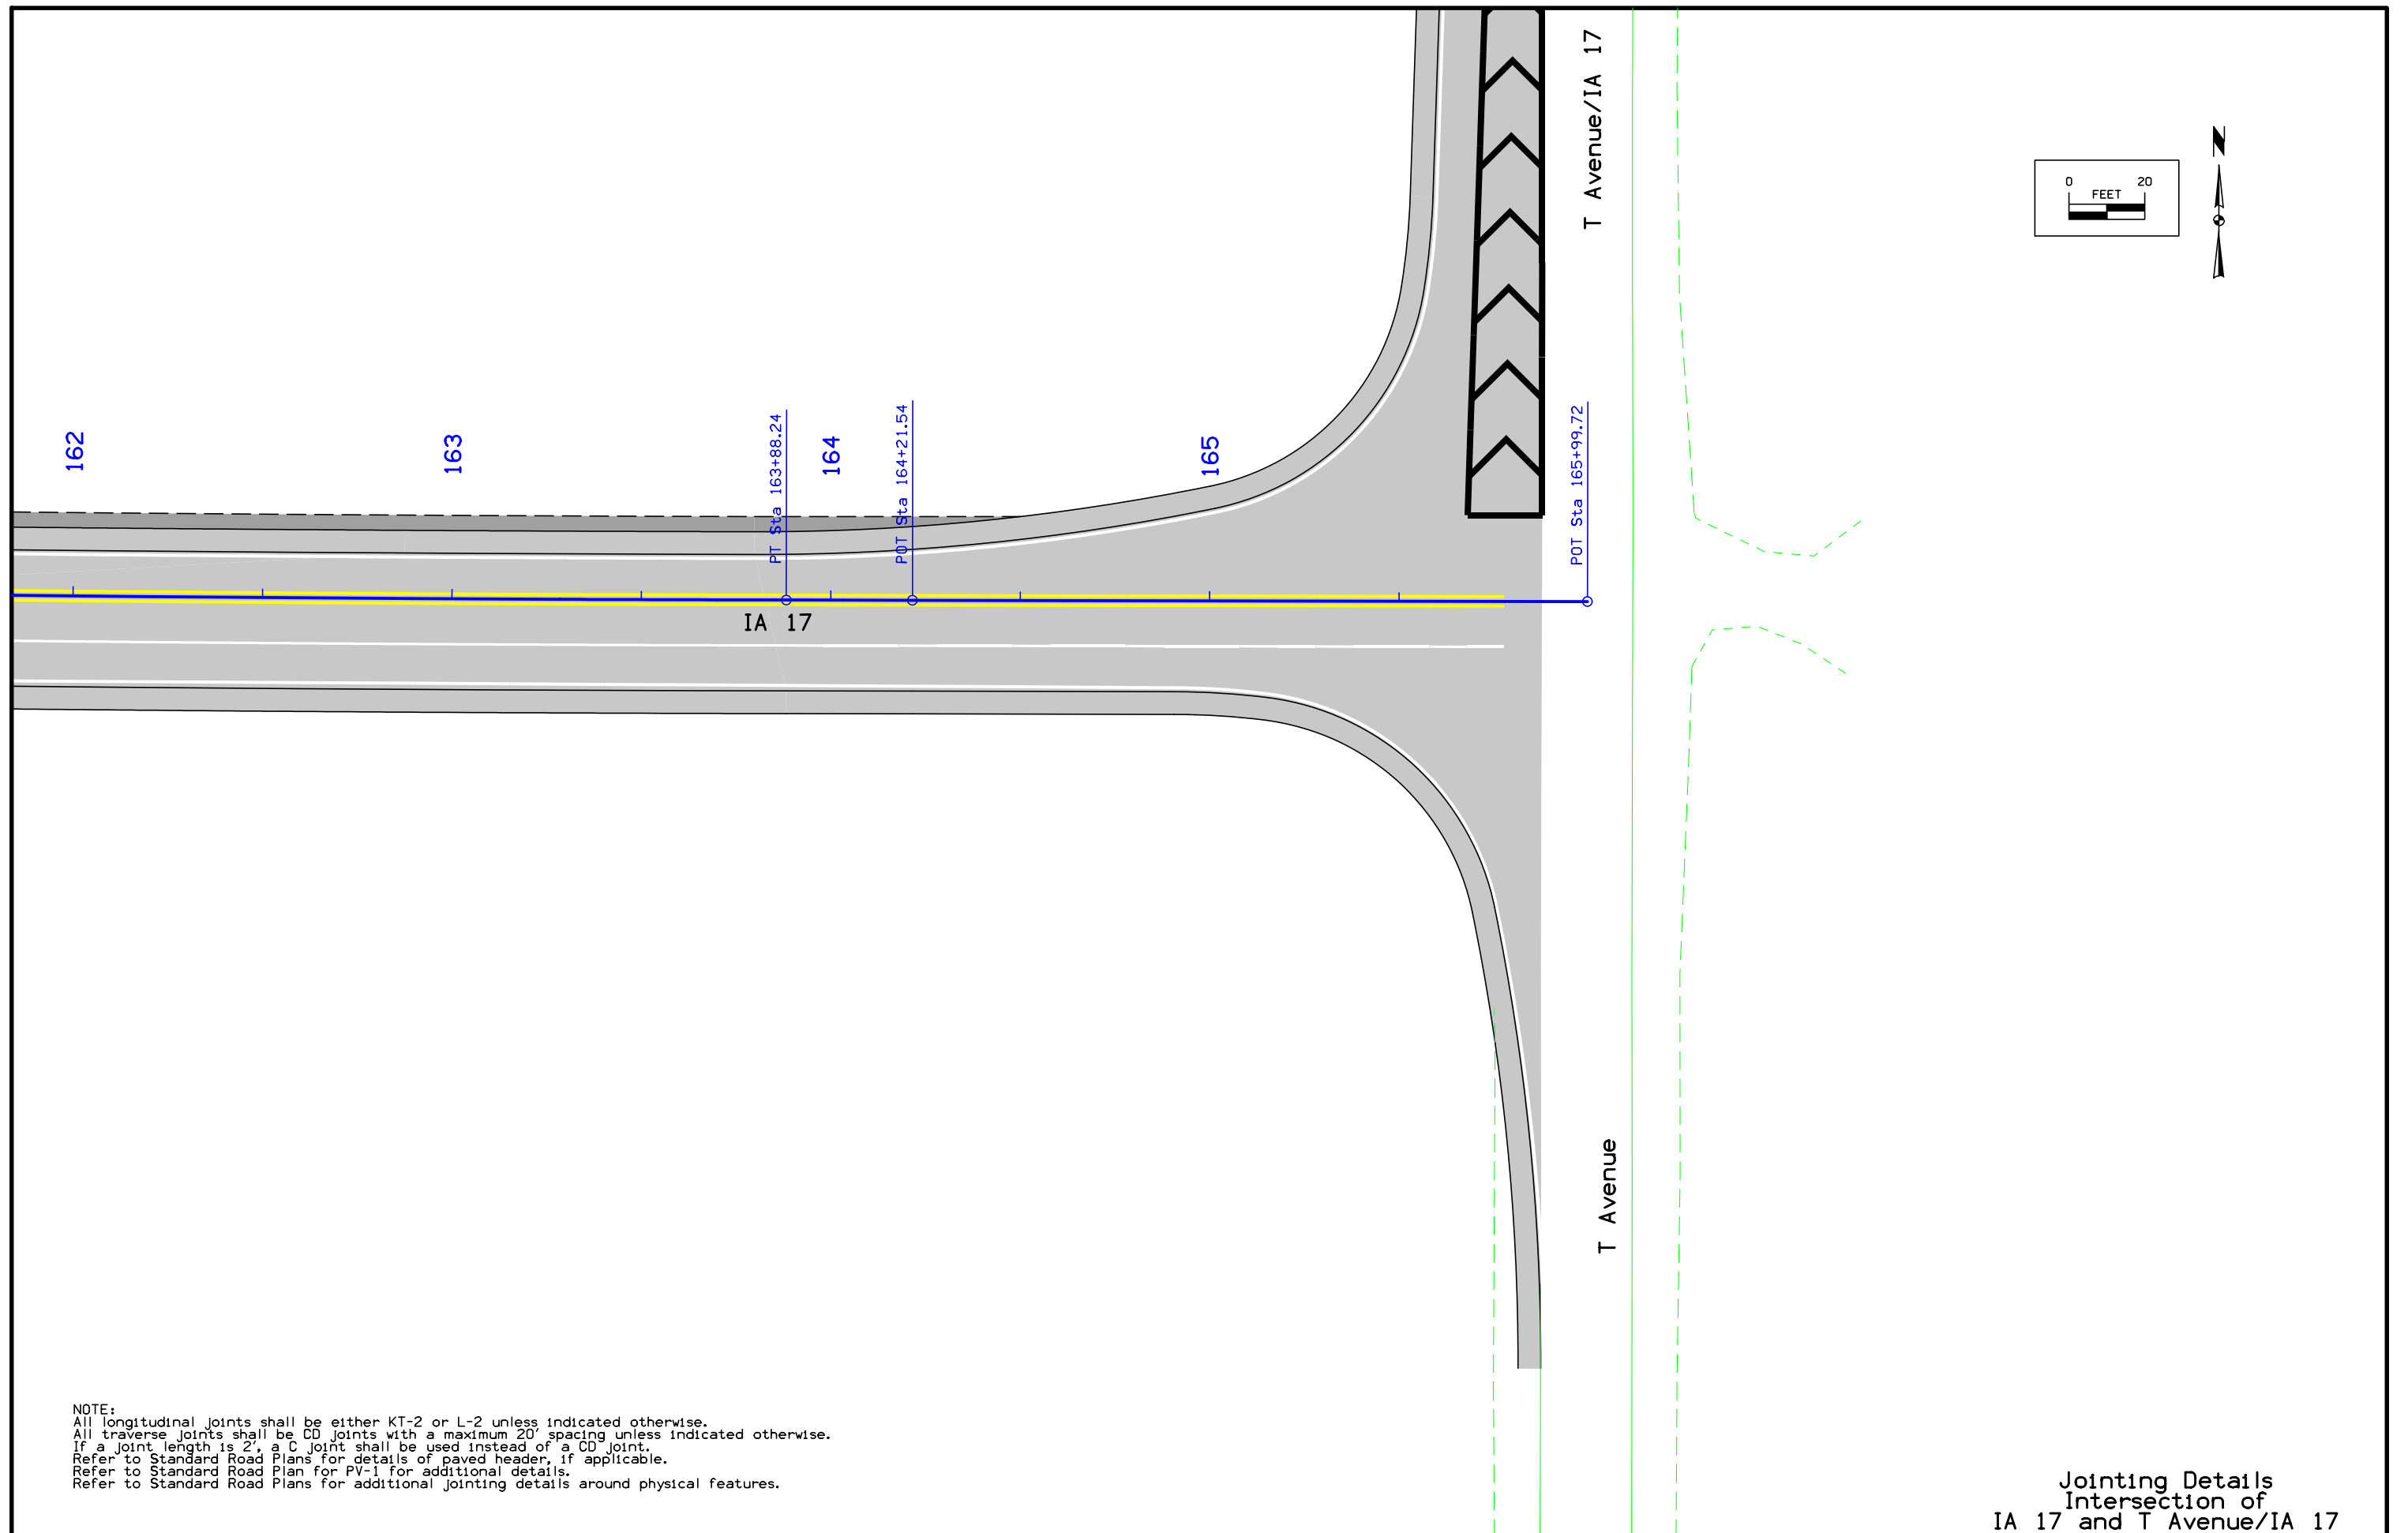 T Avenue/IA 17
N
0 20
FEET
162
163
PT Sta 163+88.24
164
POT Sta 164+21.54
165
POT Sta 165+99.72
IA 17
T Avenue
NOTE:
All longitudinal joints shall be either KT-2 or L-2 unless indicated otherwise.
All traverse joints shall be CD joints with a maximum 20' spacing unless indicated otherwise.
If a joint length is 2', a C joint shall be used instead of a CD joint.
Refer to Standard Road Plans for details of paved header, if applicable.
Refer to Standard Road Plan for PV-1 for additional details.
Refer to Standard Road Plans for additional jointing details around physical features.
Jointing Details
Intersection of
IA 17 and T Avenue/IA 17